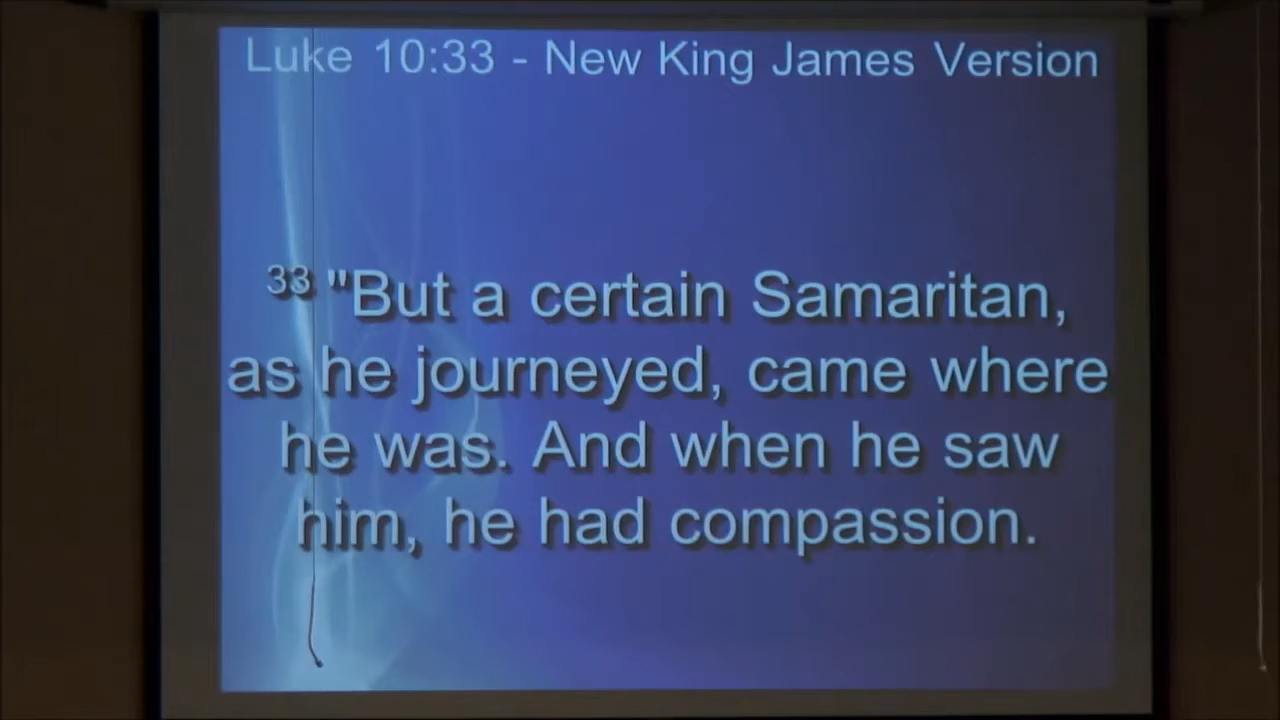 Luke 10:33 - New King James Version
33 "But a certain Samaritan,
as he journeyed, came where
he was. And when he saw
him, he had compassion.